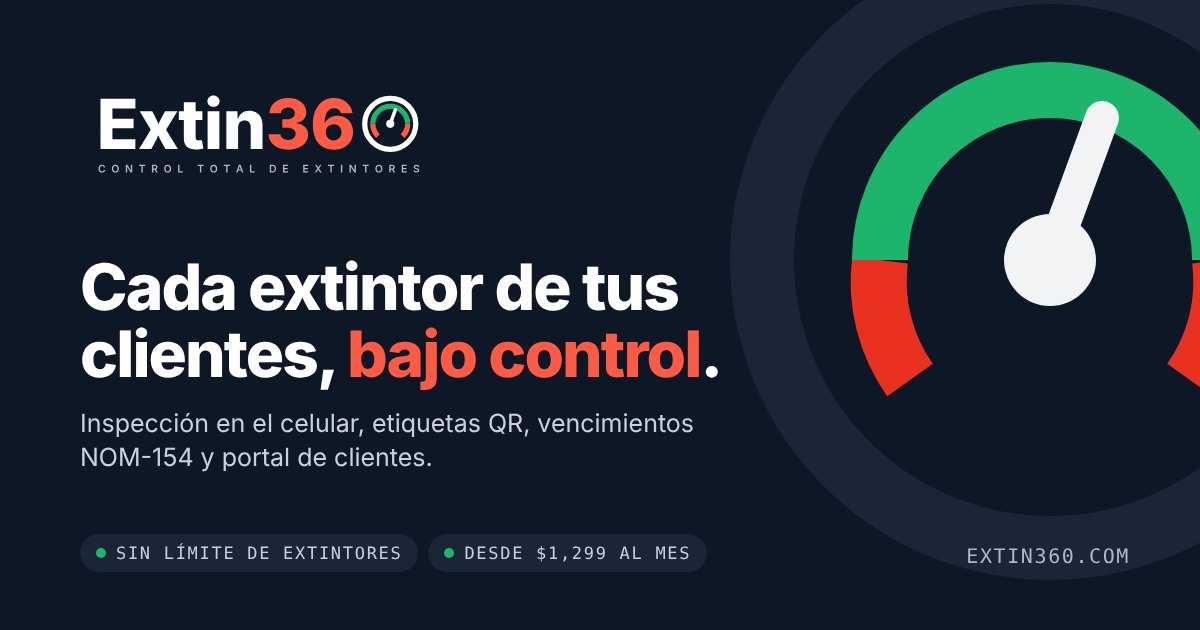 Extin360
CONTROL TOTAL DE EXTINTORES
Cada extintor de tus
clientes, bajo control.
Inspección en el celular, etiquetas QR, vencimientos
NOM-154 y portal de clientes.
SIN LÍMITE DE EXTINTORES
DESDE $1,299 AL MES
EXTIN360.COM